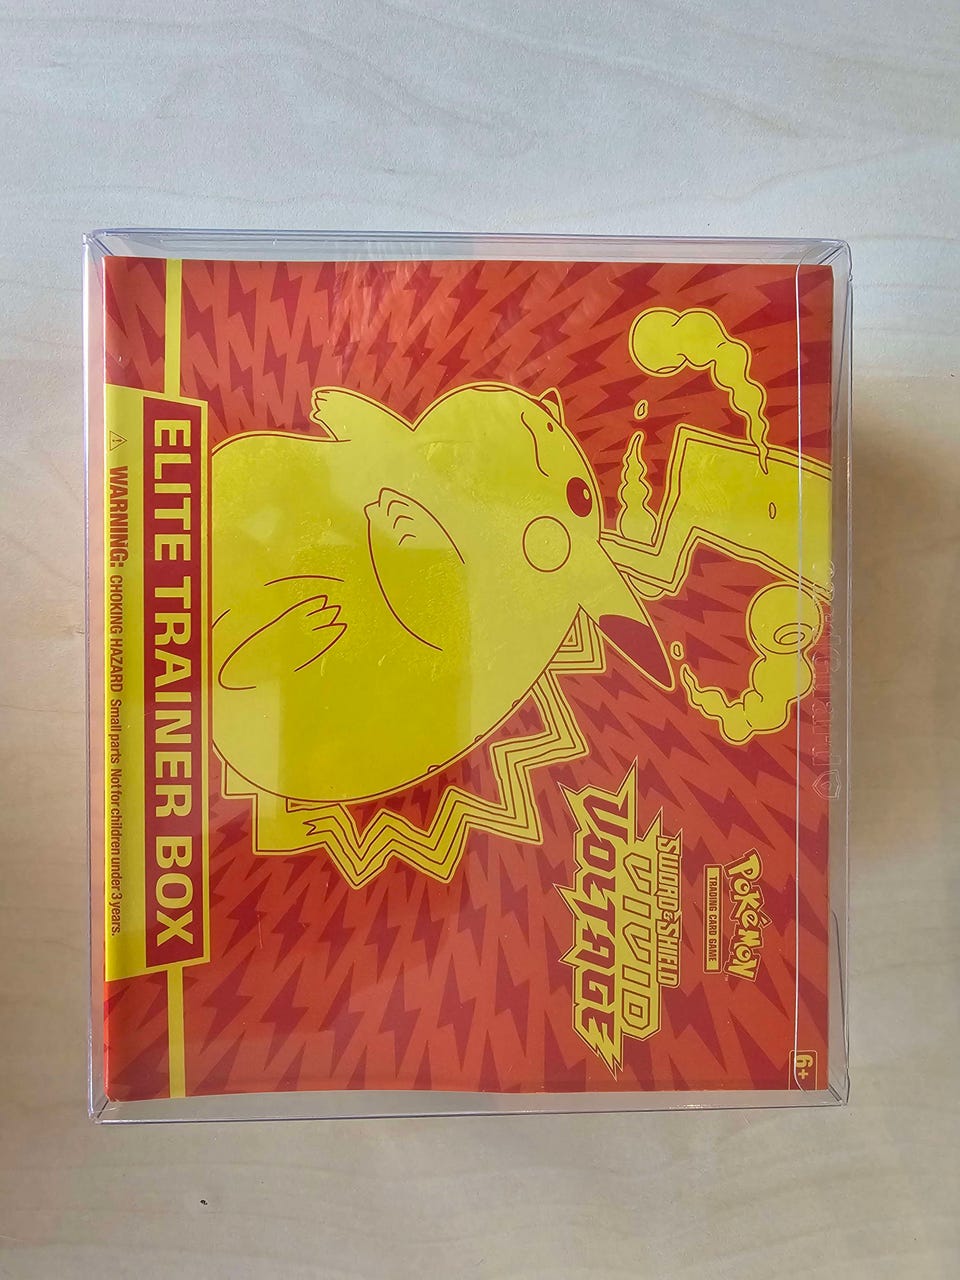 6+
POKÉMON™
TRADING CARD GAME
SWORD & SHIELD
VIVID
VOLTAGE
ELITE TRAINER BOX
⚠ WARNING: CHOKING HAZARD Small parts. Not for children under 3 years.